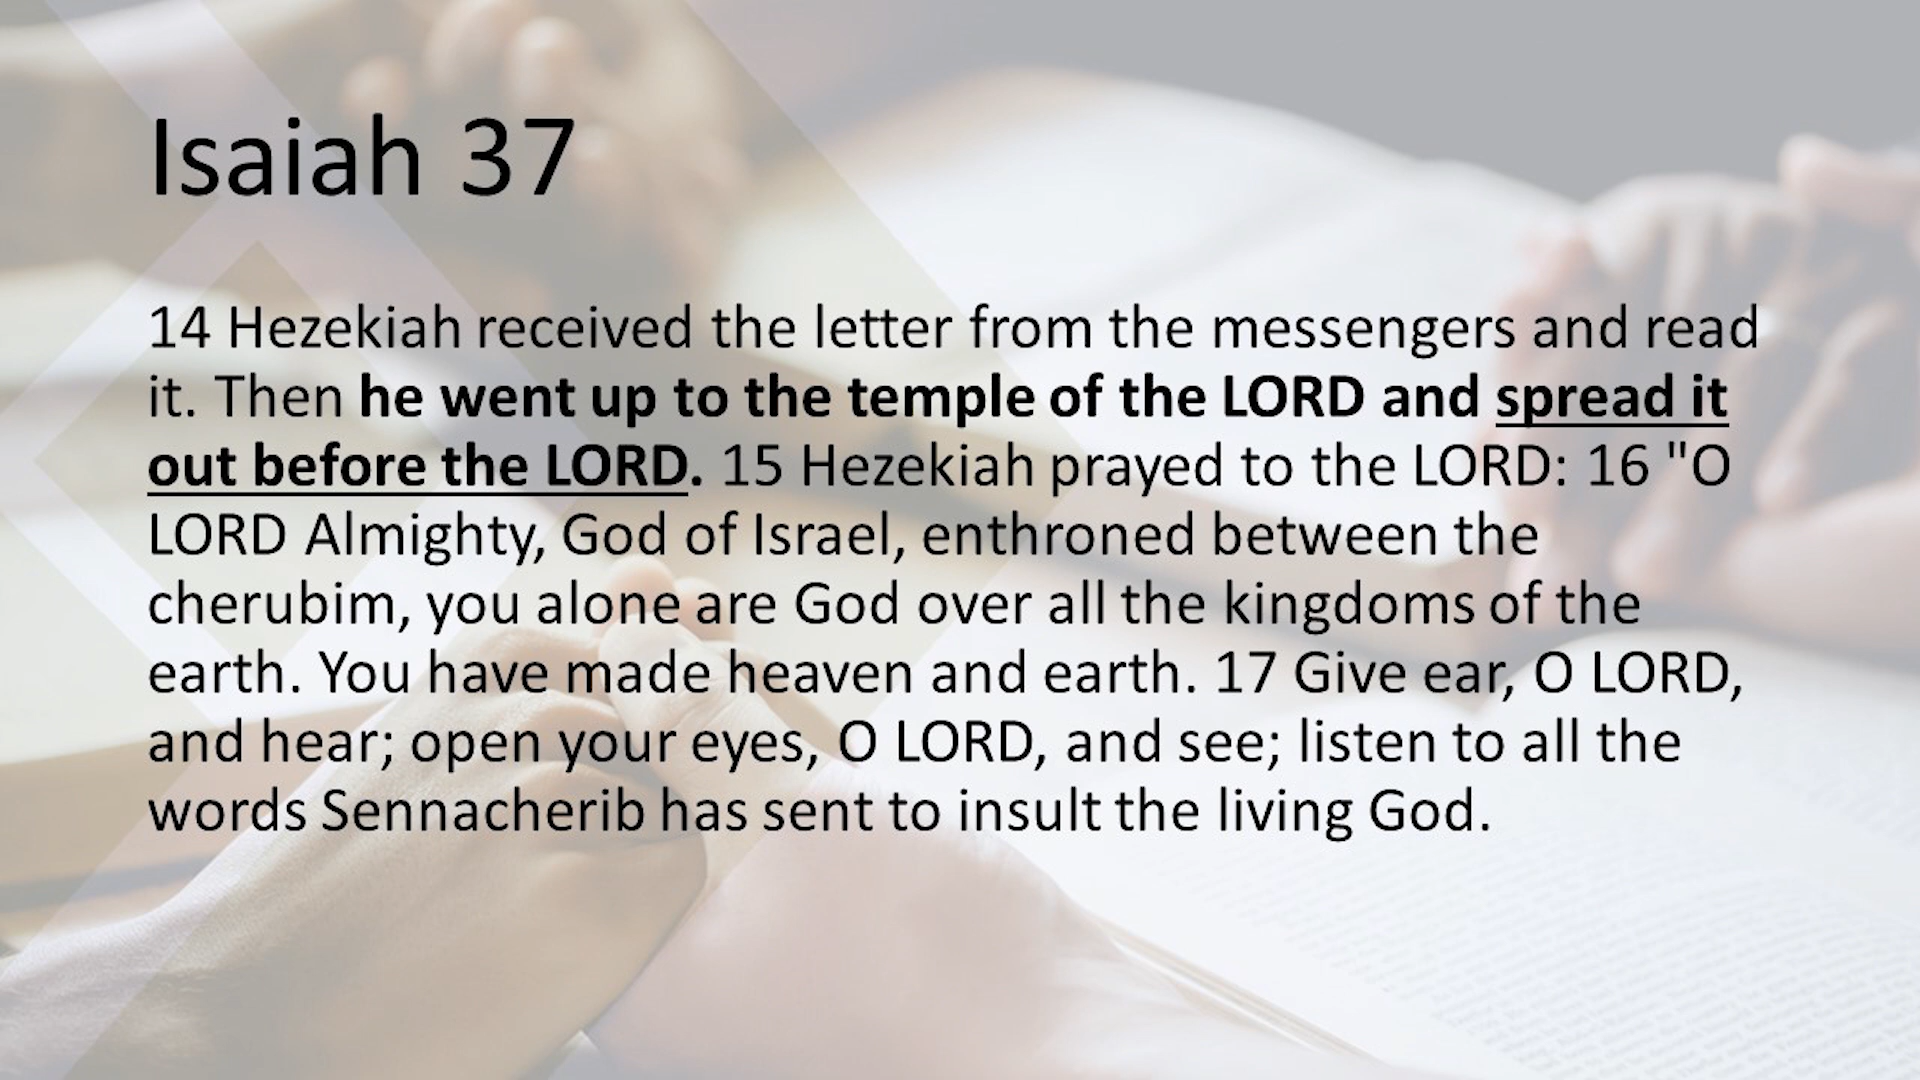 Isaiah 37
14 Hezekiah received the letter from the messengers and read
it. Then he went up to the temple of the LORD and spread it
out before the LORD. 15 Hezekiah prayed to the LORD: 16 "O
LORD Almighty, God of Israel, enthroned between the
cherubim, you alone are God over all the kingdoms of the
earth. You have made heaven and earth. 17 Give ear, O LORD,
and hear; open your eyes, O LORD, and see; listen to all the
words Sennacherib has sent to insult the living God.